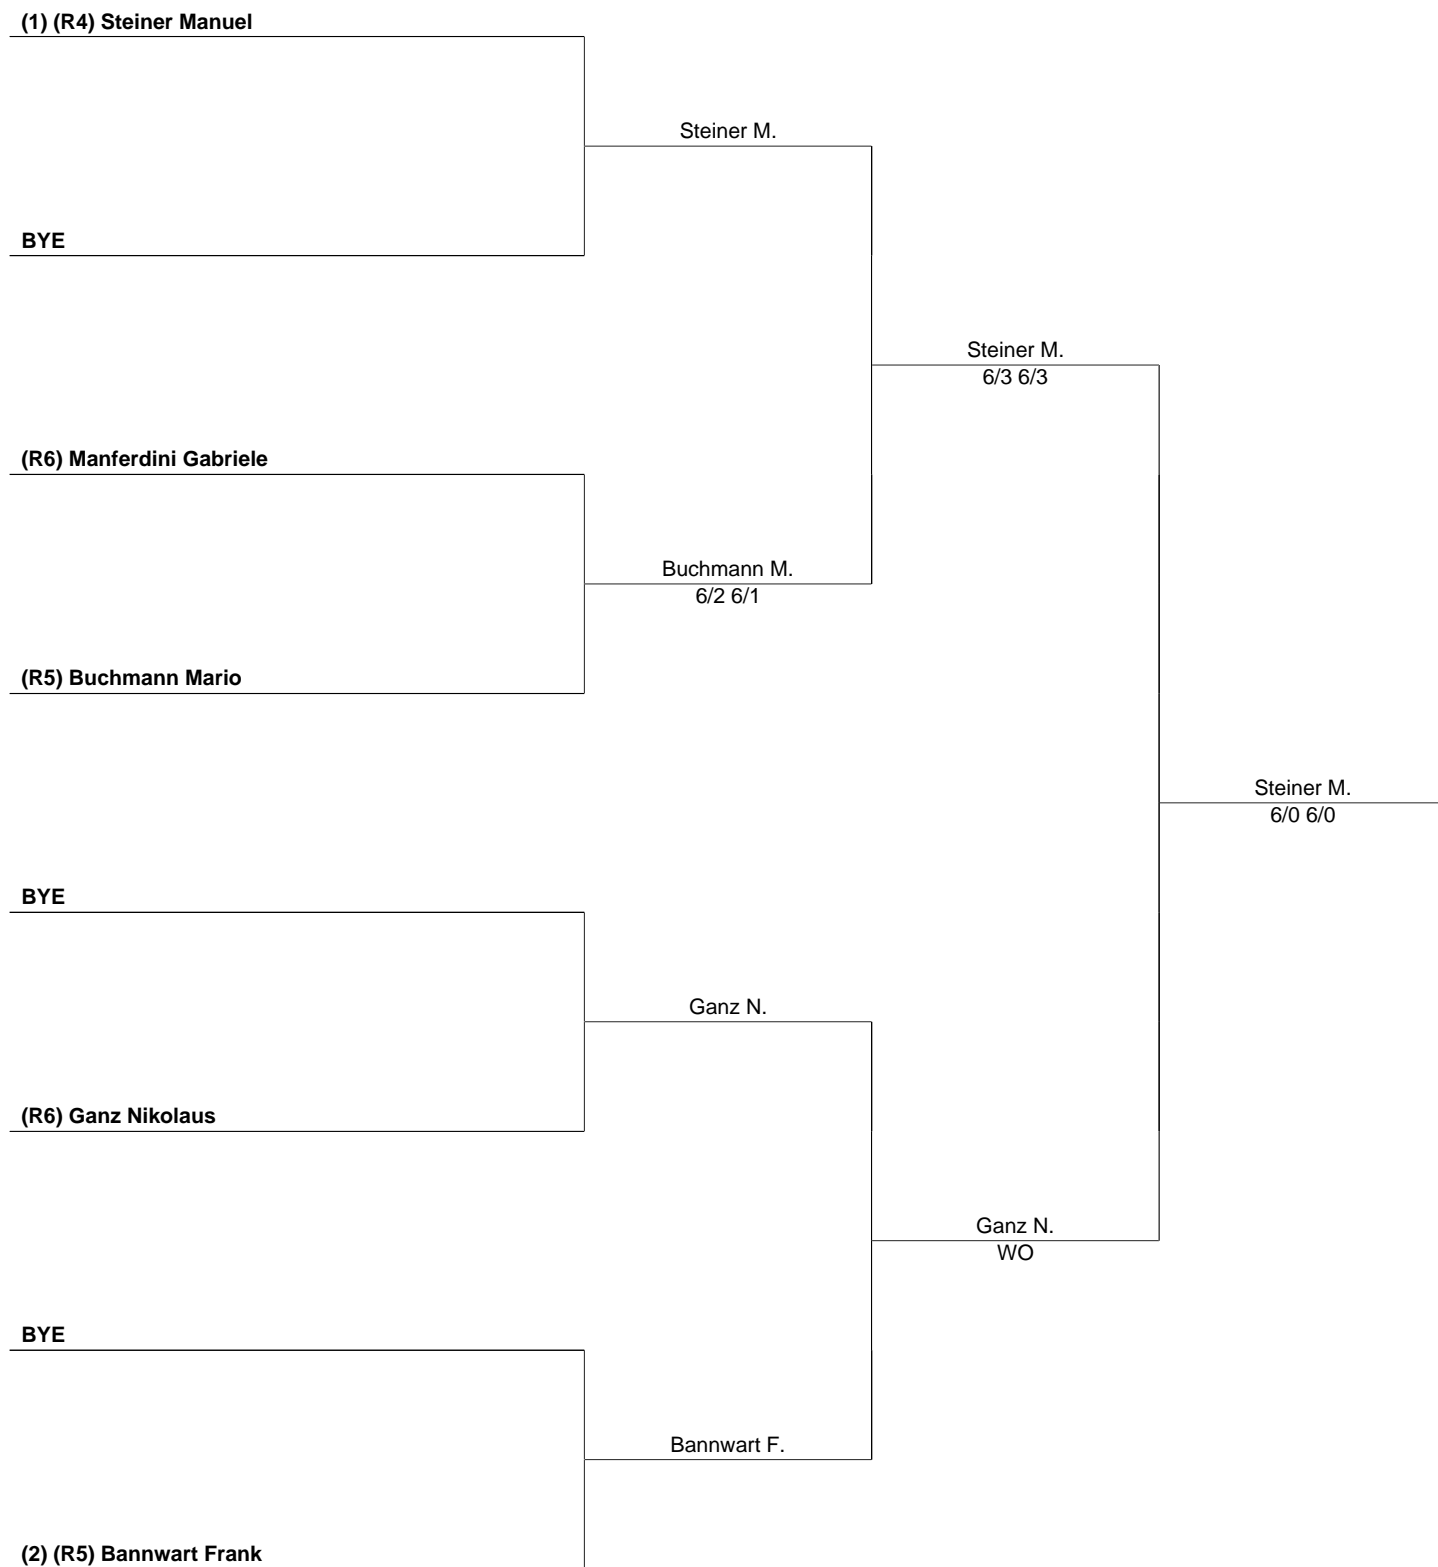 (1) (R4) Steiner Manuel
Steiner M.
BYE
Steiner M.
6/3 6/3
(R6) Manferdini Gabriele
Buchmann M.
6/2 6/1
(R5) Buchmann Mario
Steiner M.
6/0 6/0
BYE
Ganz N.
(R6) Ganz Nikolaus
Ganz N.
WO
BYE
Bannwart F.
(2) (R5) Bannwart Frank